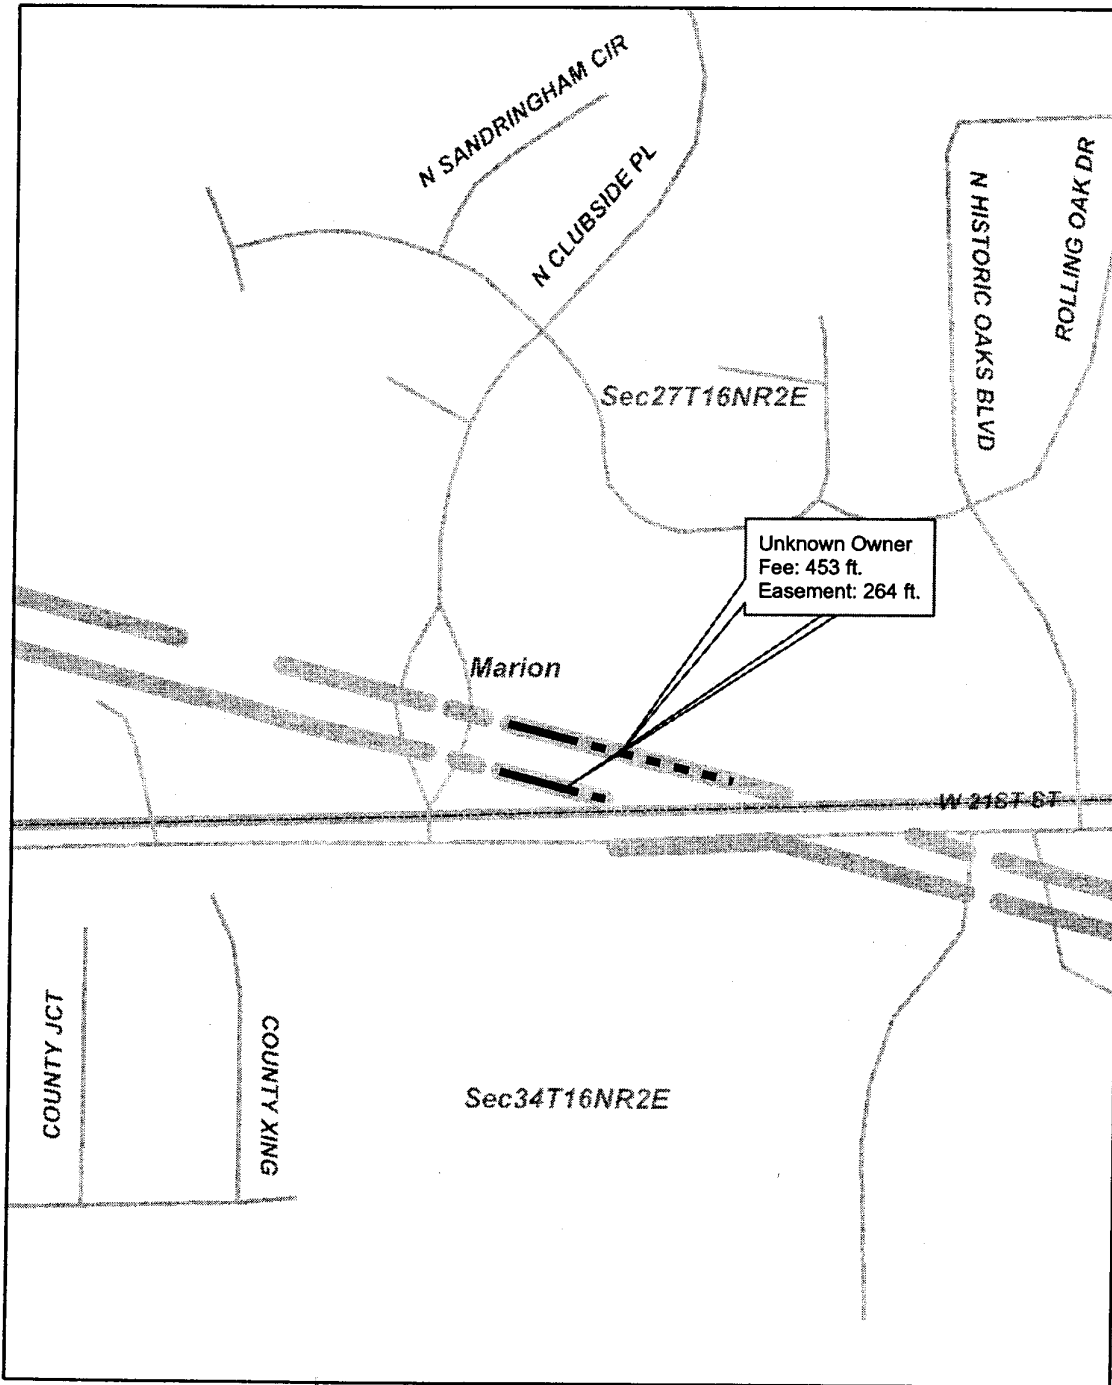 N SANDRINGHAM CIR
N CLUBSIDE PL
N HISTORIC OAKS BLVD
ROLLING OAK DR
Sec27T16NR2E
Unknown Owner
Fee: 453 ft.
Easement: 264 ft.
Marion
W 21ST ST
COUNTY JCT
COUNTY XING
Sec34T16NR2E